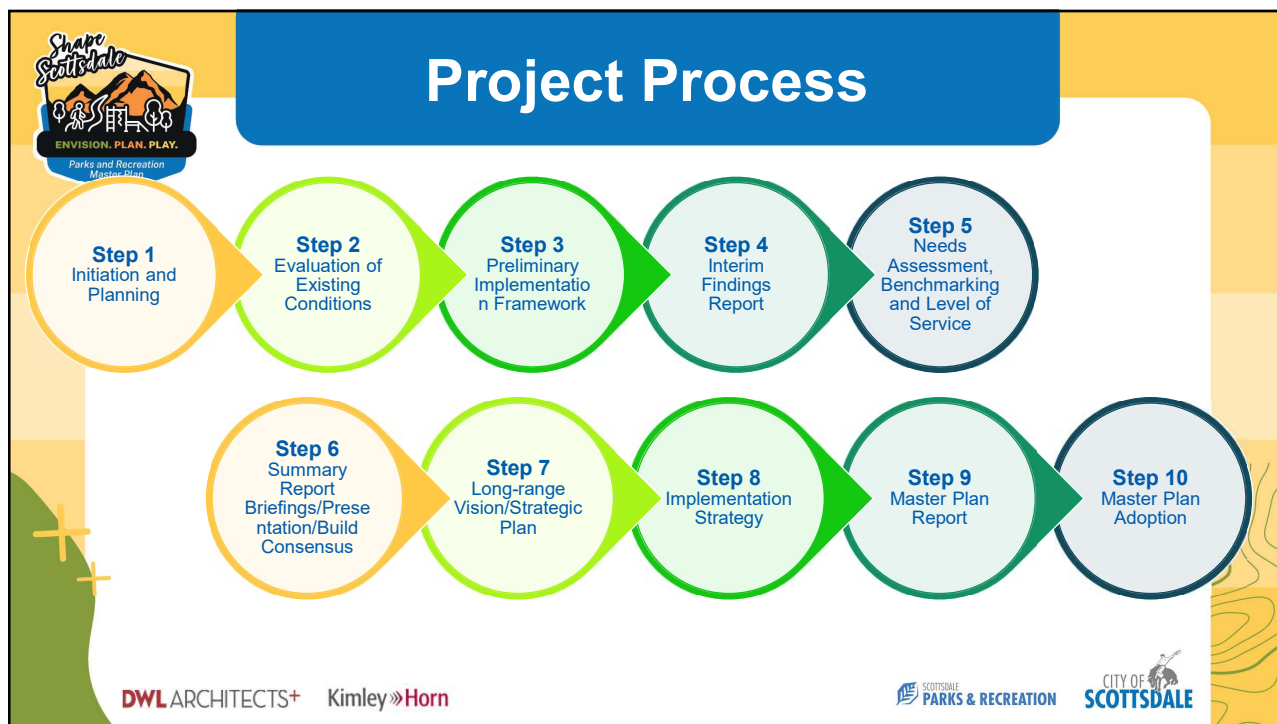 Shape
Scottsdale
ENVISION. PLAN. PLAY.
Parks and Recreation
Master Plan
Project Process
Step 1
Initiation and
Planning
Step 2
Evaluation of
Existing
Conditions
Step 3
Preliminary
Implementatio
n Framework
Step 4
Interim
Findings
Report
Step 5
Needs
Assessment,
Benchmarking
and Level of
Service
Step 6
Summary
Report
Briefings/Prese
ntation/Build
Consensus
Step 7
Long-range
Vision/Strategic
Plan
Step 8
Implementation
Strategy
Step 9
Master Plan
Report
Step 10
Master Plan
Adoption
DWL ARCHITECTS+
Kimley»Horn
SCOTTSDALE
PARKS & RECREATION
CITY OF
SCOTTSDALE